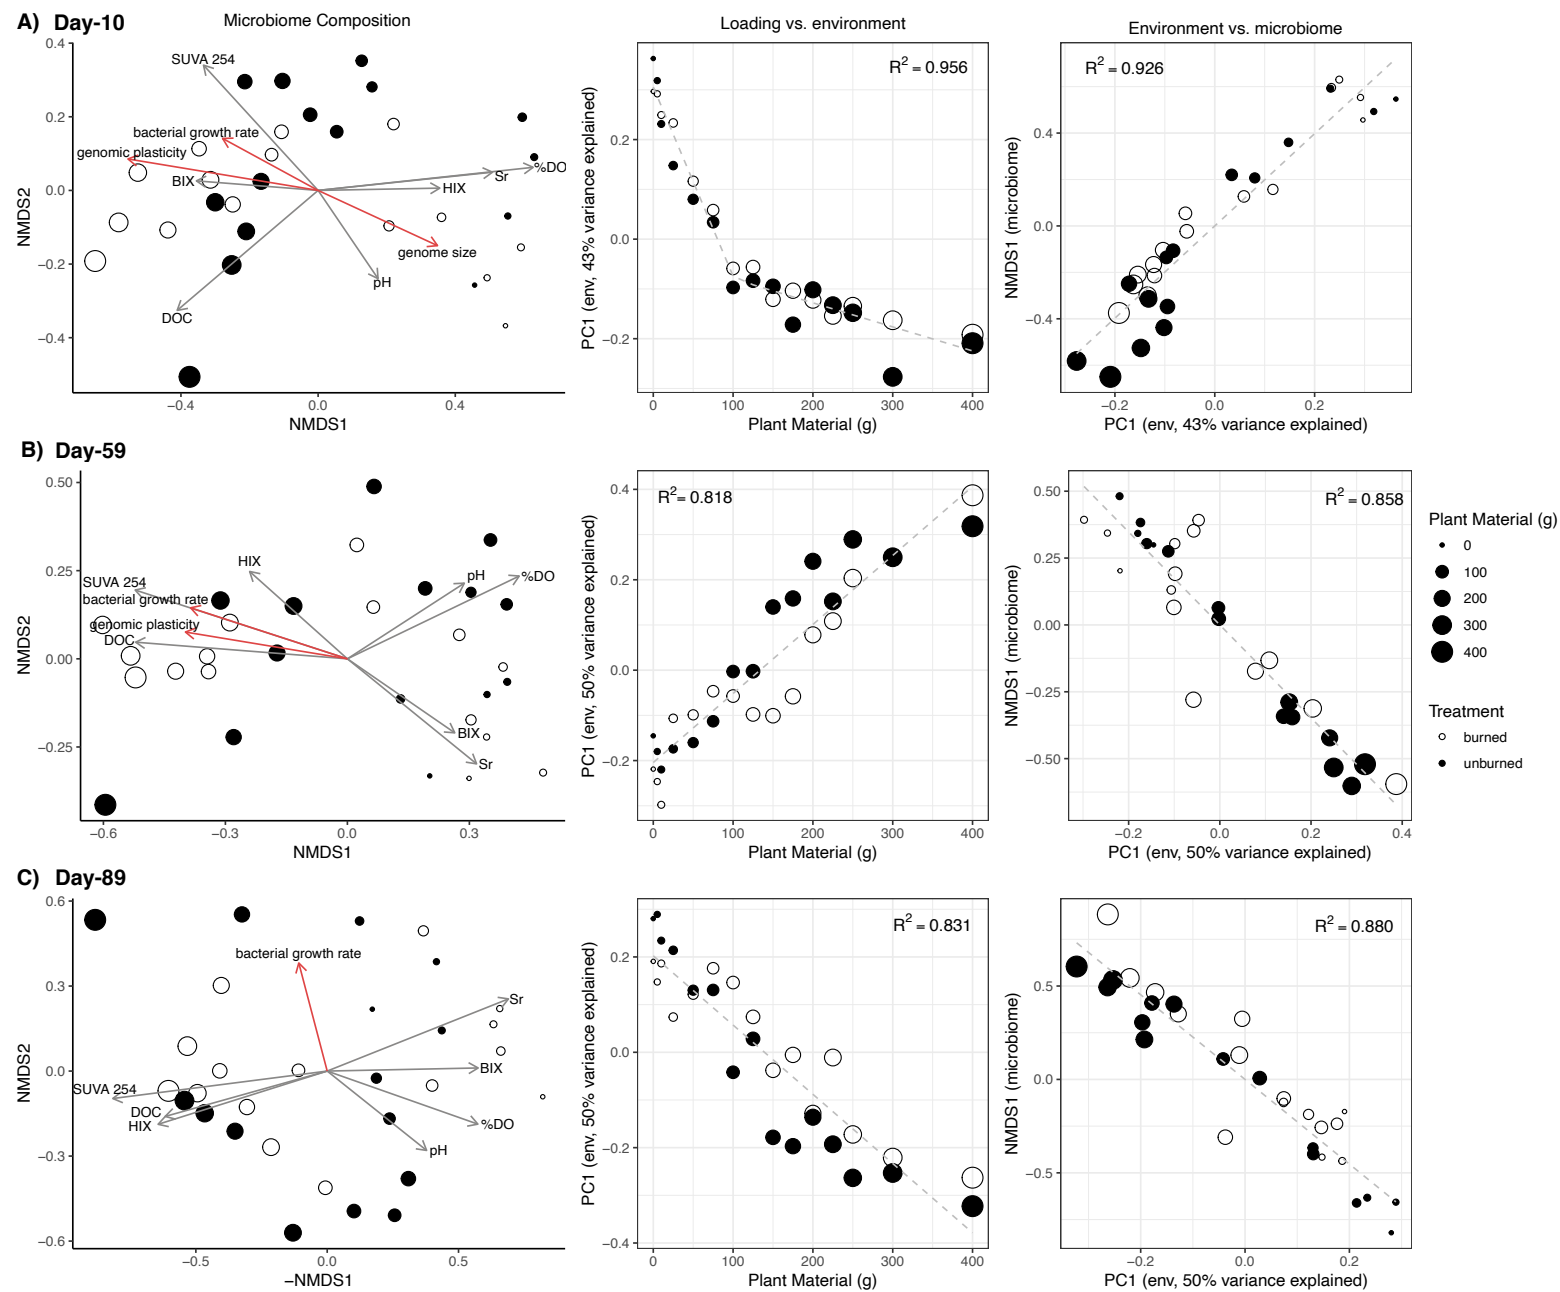 A) Day-10
Microbiome Composition
Loading vs. environment
Environment vs. microbiome
0.4
0.2
0.0
−0.2
−0.4
NMDS2
SUVA 254
bacterial growth rate
genomic plasticity
BIX
HIX
Sr
%DO
genome size
pH
DOC
−0.4
0.0
0.4
NMDS1
R2 = 0.956
PC1 (env, 43% variance explained)
0.2
0.0
−0.2
0
100
200
300
400
Plant Material (g)
R2 = 0.926
NMDS1 (microbiome)
0.4
0.0
−0.4
−0.2
0.0
0.2
PC1 (env, 43% variance explained)
B) Day-59
0.50
0.25
0.00
−0.25
NMDS2
HIX
SUVA 254
bacterial growth rate
genomic plasticity
DOC
pH
%DO
BIX
Sr
−0.6
−0.3
0.0
0.3
NMDS1
R2 = 0.818
PC1 (env, 50% variance explained)
0.4
0.2
0.0
−0.2
0
100
200
300
400
Plant Material (g)
R2 = 0.858
NMDS1 (microbiome)
0.50
0.25
0.00
−0.25
−0.50
−0.2
0.0
0.2
0.4
PC1 (env, 50% variance explained)
Plant Material (g)
0
100
200
300
400
Treatment
burned
unburned
C) Day-89
0.6
0.3
0.0
−0.3
−0.6
NMDS2
bacterial growth rate
Sr
BIX
SUVA 254
DOC
HIX
%DO
pH
−0.5
0.0
0.5
−NMDS1
R2 = 0.831
PC1 (env, 50% variance explained)
0.2
0.0
−0.2
−0.4
0
100
200
300
400
Plant Material (g)
R2 = 0.880
NMDS1 (microbiome)
0.5
0.0
−0.5
−0.2
0.0
0.2
PC1 (env, 50% variance explained)